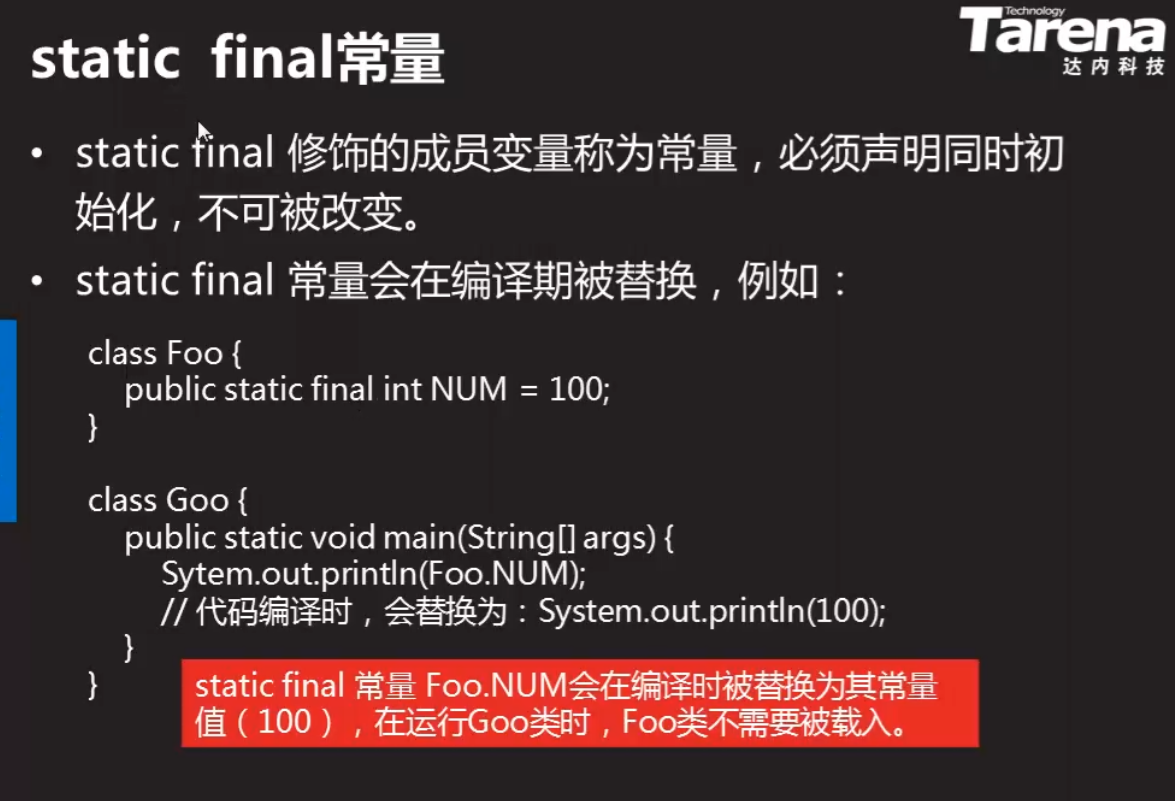 Technology
Tarena
达内科技
static final常量
• static final 修饰的成员变量称为常量，必须声明同时初
始化，不可被改变。
• static final 常量会在编译期被替换，例如：
class Foo {
public static final int NUM = 100;
}
class Goo {
public static void main(String[] args) {
Sytem.out.println(Foo.NUM);
// 代码编译时，会替换为：System.out.println(100);
}
}
static final 常量 Foo.NUM会在编译时被替换为其常量
值（100），在运行Goo类时，Foo类不需要被载入。